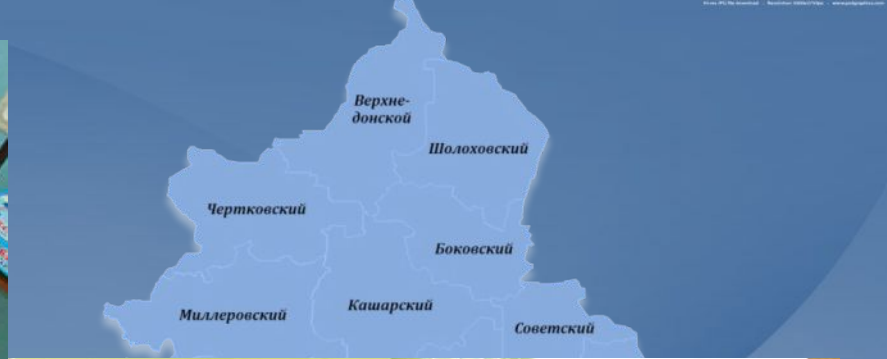 Верхне-
донской
Шолоховский
Чертковский
Боковский
Кашарский
Миллеровский
Советский